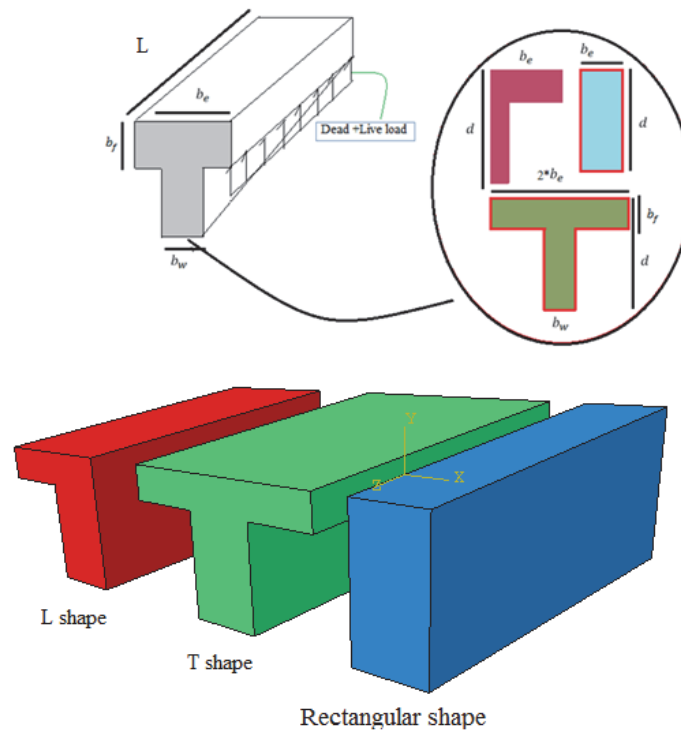 L
b_e
b_f
b_w
Dead +Live load
b_e
b_e
d
d
2*b_e
b_f
d
b_w
Y
Z
X
L shape
T shape
Rectangular shape